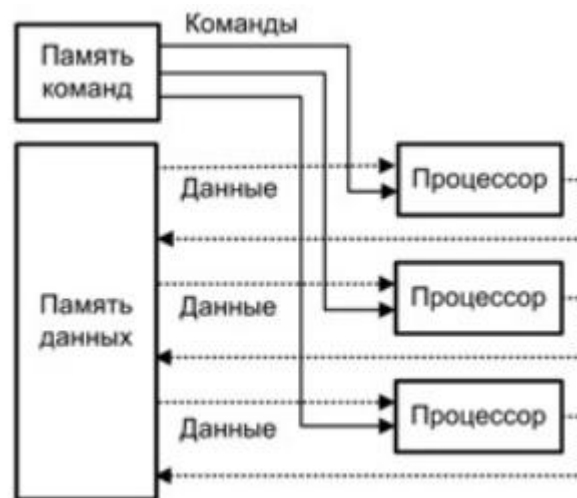 Команды
Память
команд
Процессор
Данные
Процессор
Память
данных
Данные
Процессор
Данные